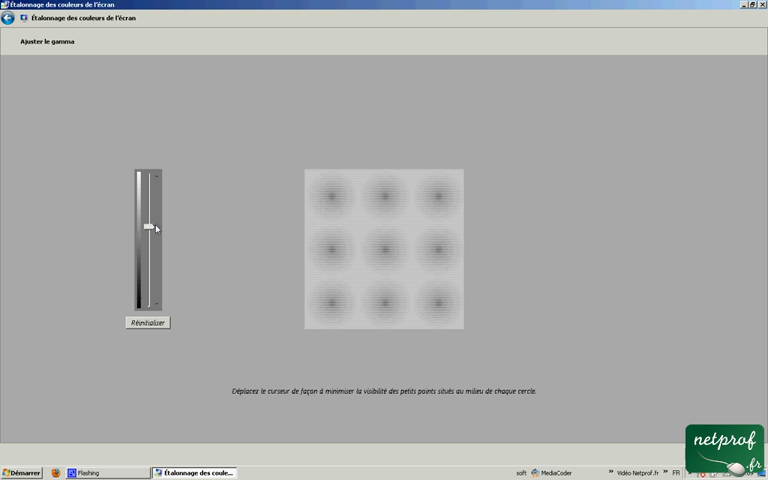 Étalonnage des couleurs de l'écran
Étalonnage des couleurs de l'écran
Ajuster le gamma
Réinitialiser
Déplacez le curseur de façon à minimiser la visibilité des petits points situés au milieu de chaque cercle.
netprof
.fr
Démarrer Flashing Étalonnage des coule... soft MediaCoder » Vidéo Netprof.fr » FR